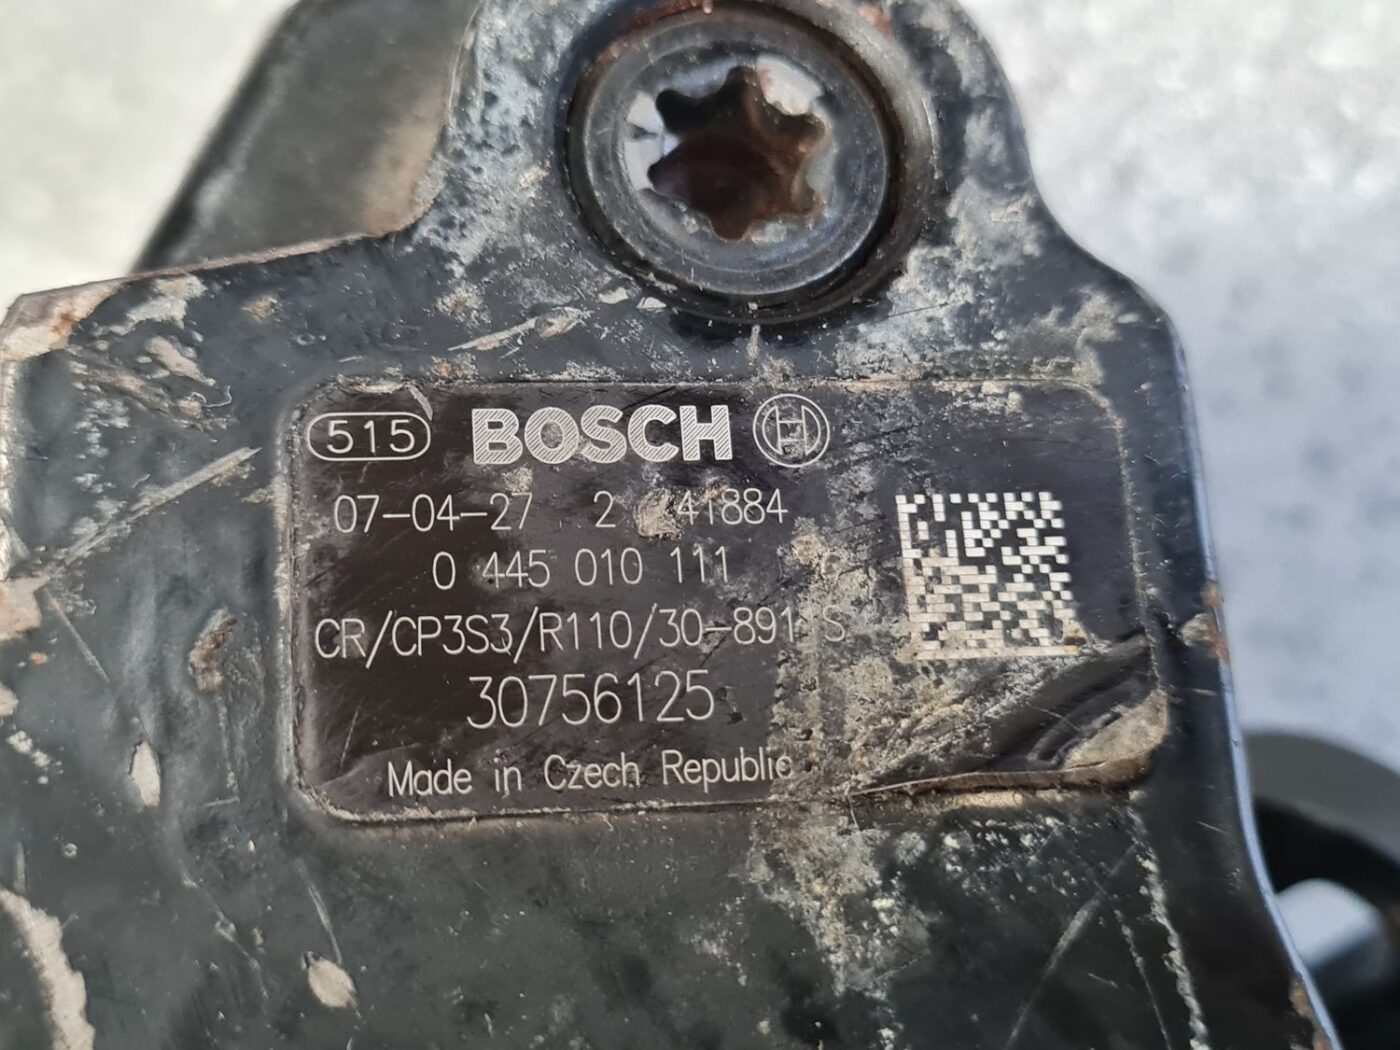 515 BOSCH
07-04-27 2 41884
0 445 010 111
CR/CP3S3/R110/30-891 S
30756125
Made in Czech Republic